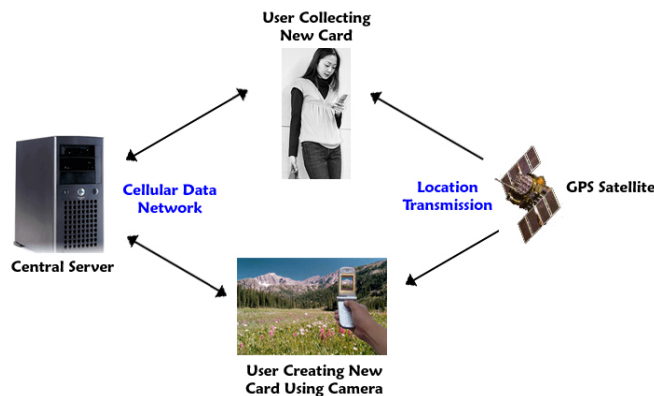 User Collecting
New Card
Cellular Data
Network
Location
Transmission
GPS Satellite
Central Server
User Creating New
Card Using Camera